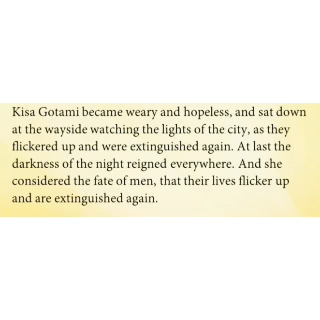 Kisa Gotami became weary and hopeless, and sat down
at the wayside watching the lights of the city, as they
flickered up and were extinguished again. At last the
darkness of the night reigned everywhere. And she
considered the fate of men, that their lives flicker up
and are extinguished again.